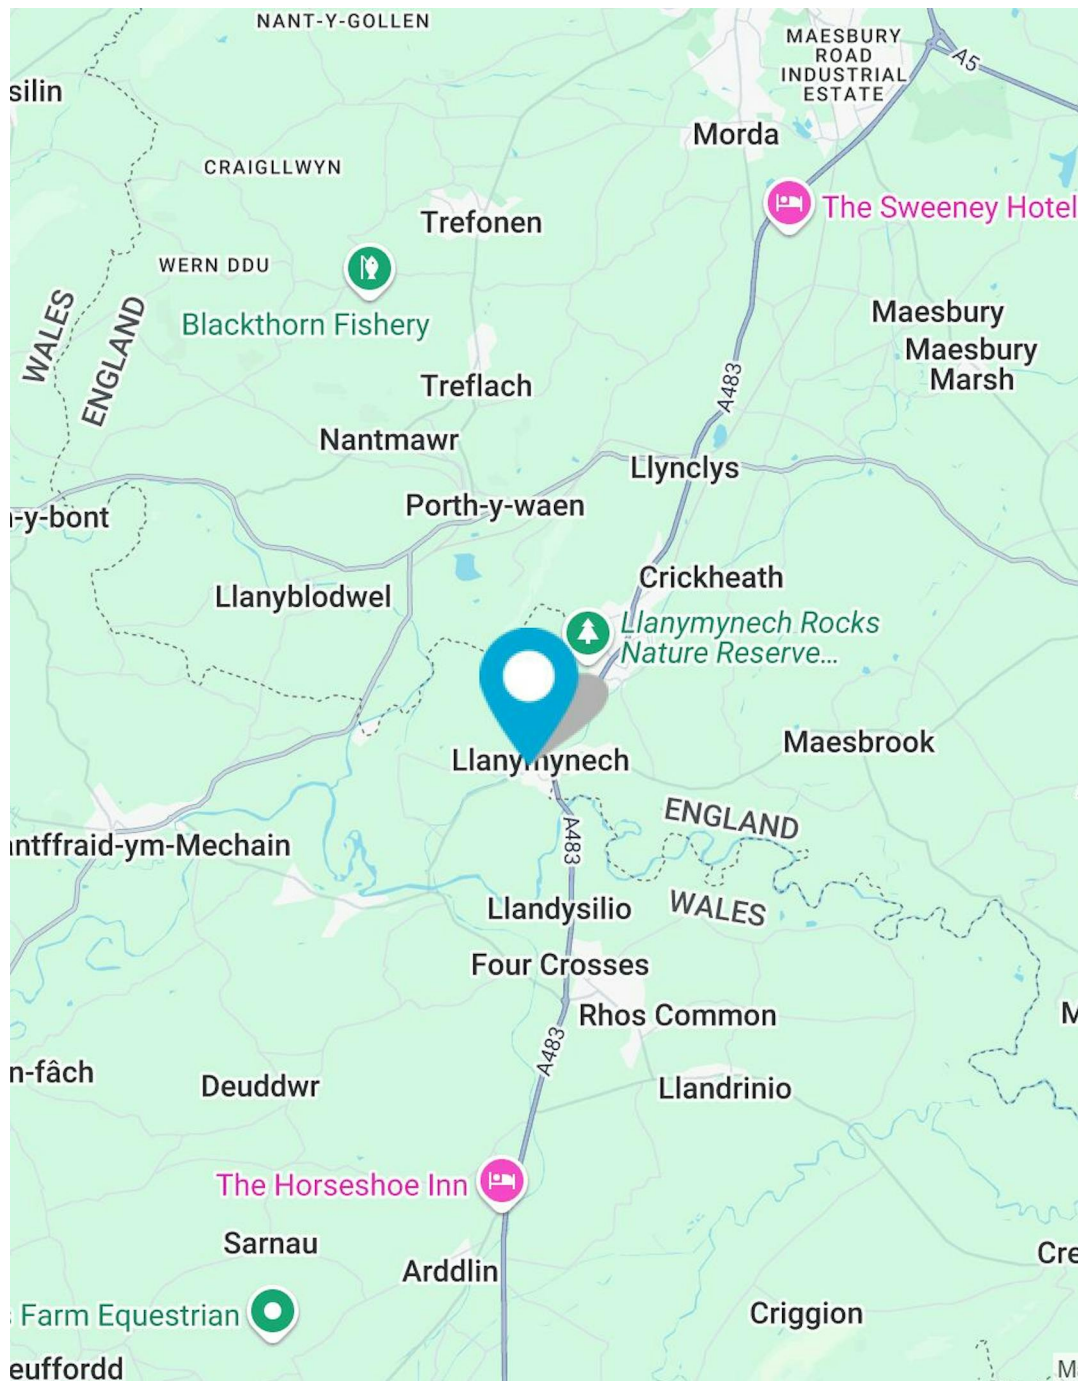 NANT-Y-GOLLEN
MAESBURY
ROAD
INDUSTRIAL
ESTATE
A5
silin
Morda
CRAIGLLWYN
The Sweeney Hotel
Trefonen
WERN DDU
Blackthorn Fishery
WALES
ENGLAND
Maesbury
Maesbury
Marsh
A483
Treflach
Nantmawr
Llynclys
Porth-y-waen
n-y-bont
Crickheath
Llanyblodwel
Llanymynech Rocks
Nature Reserve...
Maesbrook
Llanymynech
ENGLAND
A483
antffraid-ym-Mechain
WALES
Llandysilio
Four Crosses
Rhos Common
M
A483
n-fâch
Deuddwr
Llandrinio
The Horseshoe Inn
Sarnau
Cre
Arddlin
s Farm Equestrian
Criggion
euffordd
M